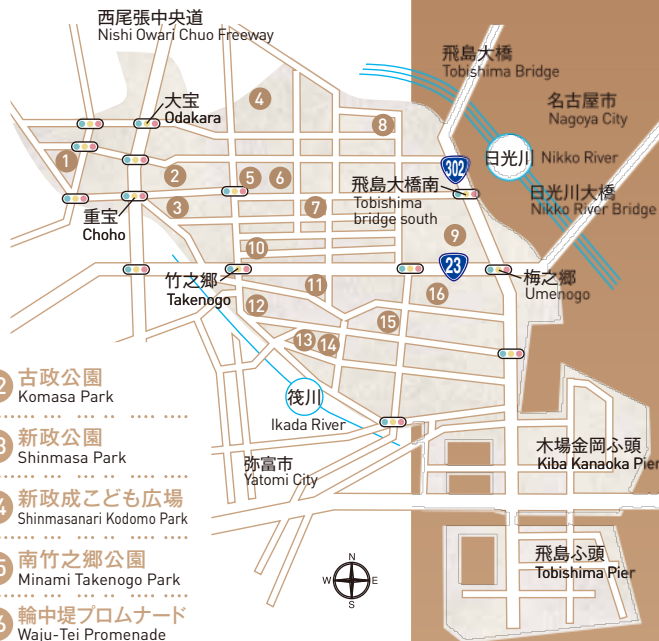 西尾張中央道
Nishi Owari Chuo Freeway
飛島大橋
Tobishima Bridge
大宝
Odakara
4
8
名古屋市
Nagoya City
1
2
5
6
302
日光川 Nikko River
飛島大橋南
Tobishima
bridge south
日光川大橋
Nikko River Bridge
3
7
重宝
Choho
9
10
竹之郷
Takenogo
23
梅之郷
Umenogo
11
16
12
15
13
14
筏川
Ikada River
弥富市
Yatomi City
木場金岡ふ頭
Kiba Kanaoka Pier
飛島ふ頭
Tobishima Pier
N
W
E
S
2 古政公園
Komasa Park
3 新政公園
Shinmasa Park
4 新政成こども広場
Shinmasanari Kodomo Park
5 南竹之郷公園
Minami Takenogo Park
6 輪中堤プロムナード
Waju-Tei Promenade